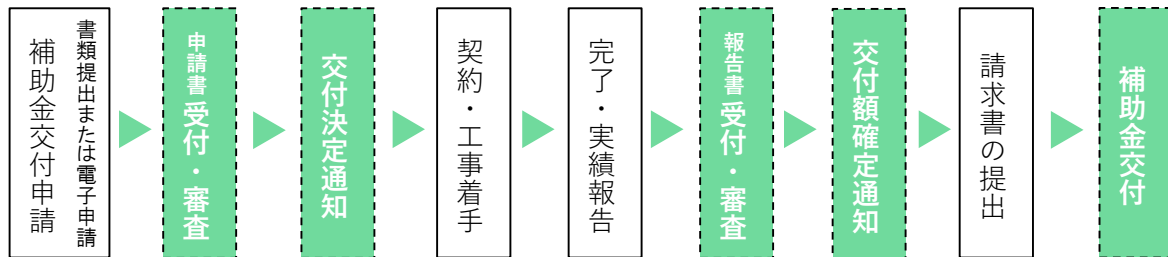 補助金交付申請
書類提出または電子申請
申請書 受付・審査
交付決定通知
契約・工事着手
完了・実績報告
報告書 受付・審査
交付額確定通知
請求書の提出
補助金交付